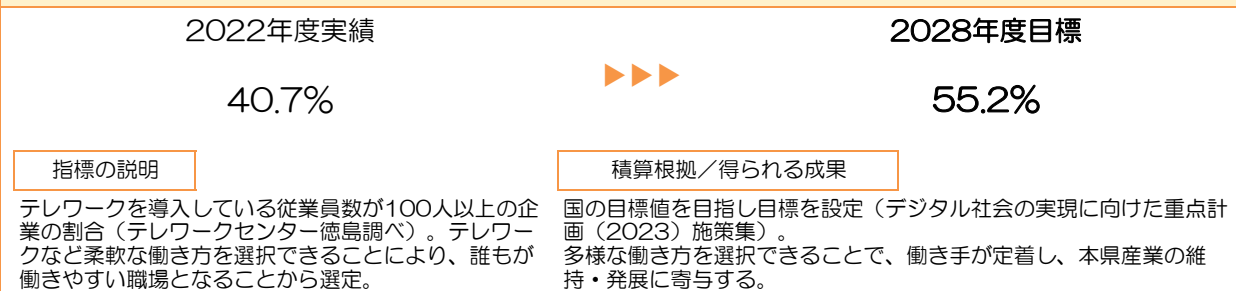 2022年度実績
2028年度目標
40.7%
▶▶▶
55.2%
指標の説明
テレワークを導入している従業員数が100人以上の企
業の割合(テレワークセンター徳島調べ)。テレワー
クなど柔軟な働き方を選択できることにより、誰もが
働きやすい職場となることから選定。
積算根拠/得られる成果
国の目標値を目指し目標を設定(デジタル社会の実現に向けた重点計
画(2023)施策集)。
多様な働き方を選択できることで、働き手が定着し、本県産業の維
持・発展に寄与する。